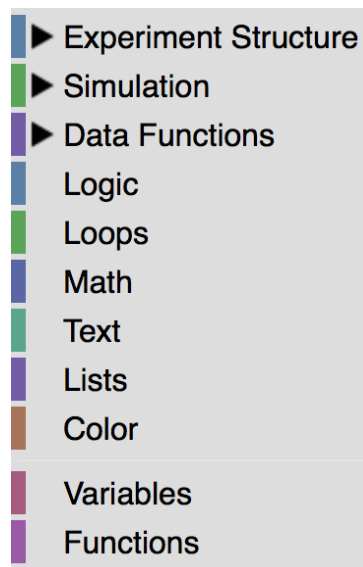 Experiment Structure
Simulation
Data Functions
Logic
Loops
Math
Text
Lists
Color
Variables
Functions